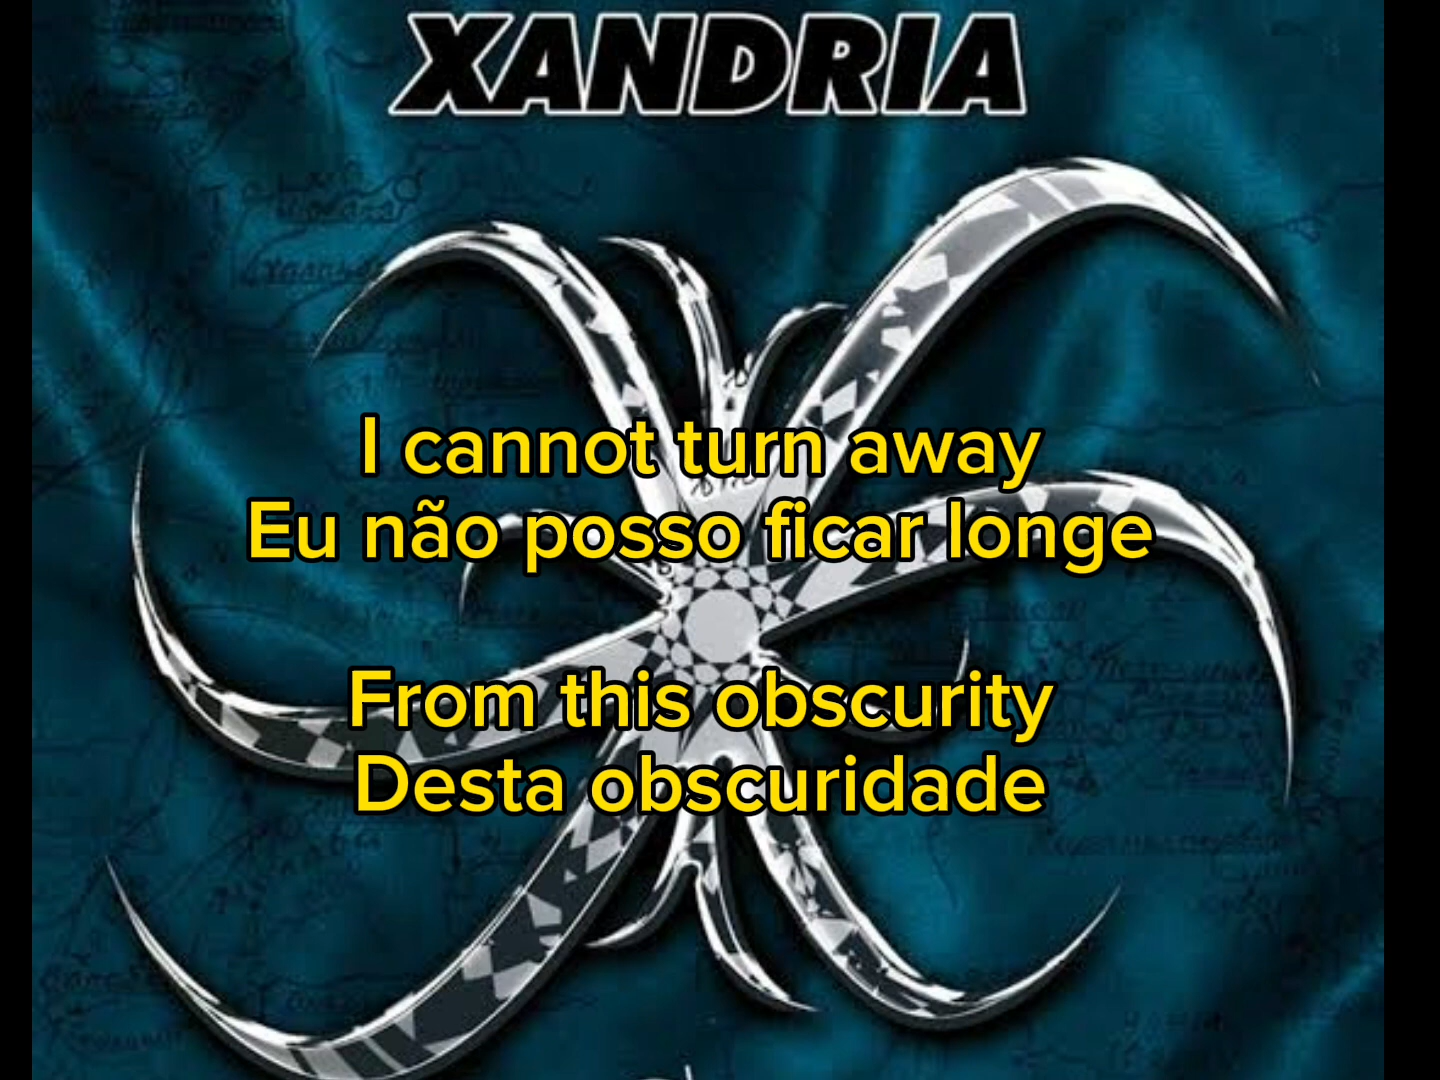 XANDRIA
I cannot turn away
Eu não posso ficar longe
From this obscurity
Desta obscuridade